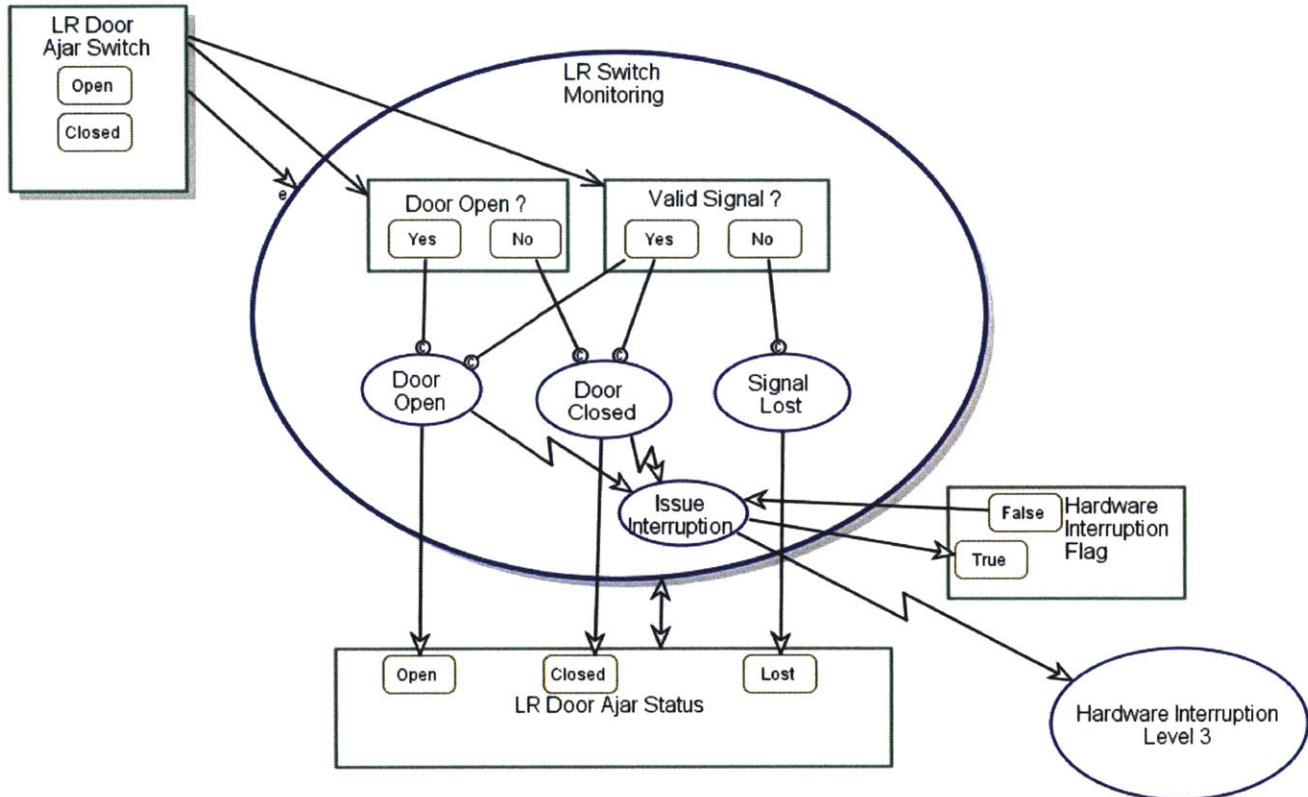 LR Door
Ajar Switch
Open
Closed
LR Switch
Monitoring
e
Door Open ?
Yes
No
Valid Signal ?
Yes
No
C
C
C
C
C
Door
Open
Door
Closed
Signal
Lost
Issue
Interruption
False
True
Hardware
Interruption
Flag
Open
Closed
Lost
LR Door Ajar Status
Hardware Interruption
Level 3